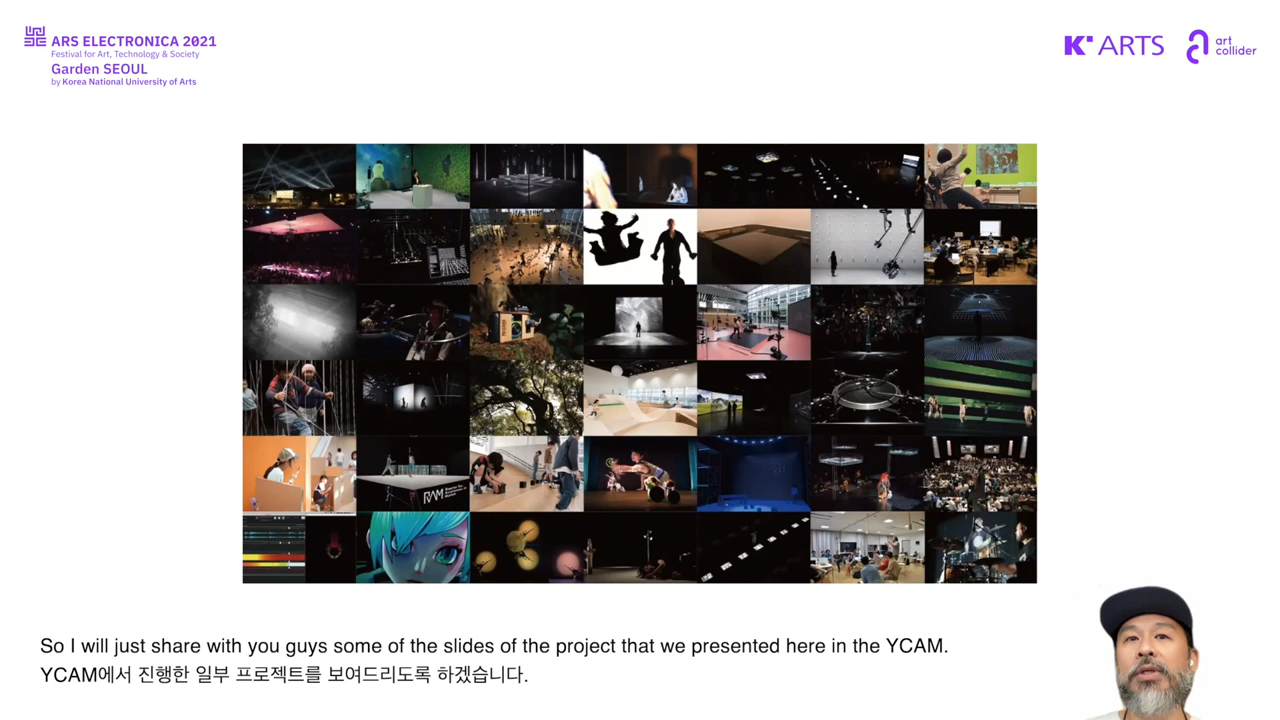 ARS ELECTRONICA 2021
Festival for Art, Technology & Society
Garden SEOUL
by Korea National University of Arts
K' ARTS
art
collider
RAM
So I will just share with you guys some of the slides of the project that we presented here in the YCAM.
YCAM에서 진행한 일부 프로젝트를 보여드리도록 하겠습니다.